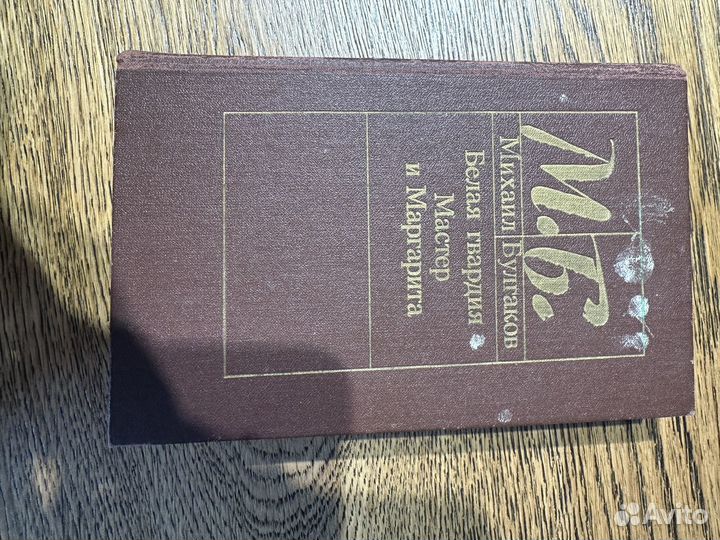 М.Б.
Михаил Булгаков
Белая гвардия
Мастер
и Маргарита
Avito